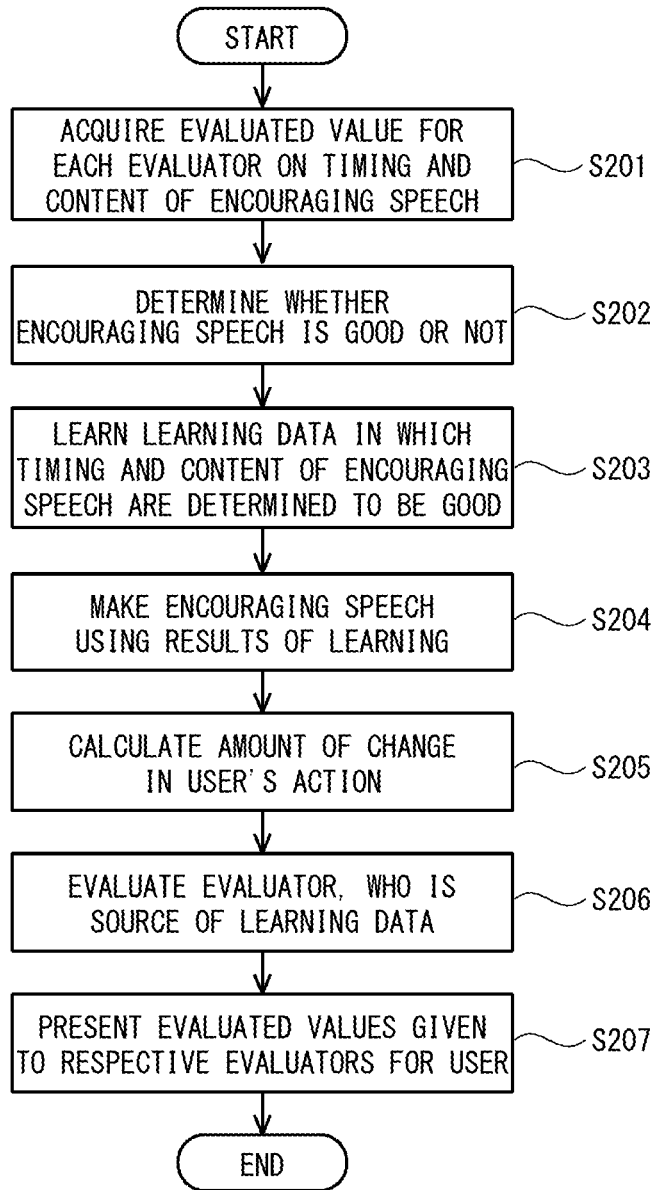 START
ACQUIRE EVALUATED VALUE FOR
EACH EVALUATOR ON TIMING AND
CONTENT OF ENCOURAGING SPEECH
S201
DETERMINE WHETHER
ENCOURAGING SPEECH IS GOOD OR NOT
S202
LEARN LEARNING DATA IN WHICH
TIMING AND CONTENT OF ENCOURAGING
SPEECH ARE DETERMINED TO BE GOOD
S203
MAKE ENCOURAGING SPEECH
USING RESULTS OF LEARNING
S204
CALCULATE AMOUNT OF CHANGE
IN USER'S ACTION
S205
EVALUATE EVALUATOR, WHO IS
SOURCE OF LEARNING DATA
S206
PRESENT EVALUATED VALUES GIVEN
TO RESPECTIVE EVALUATORS FOR USER
S207
END